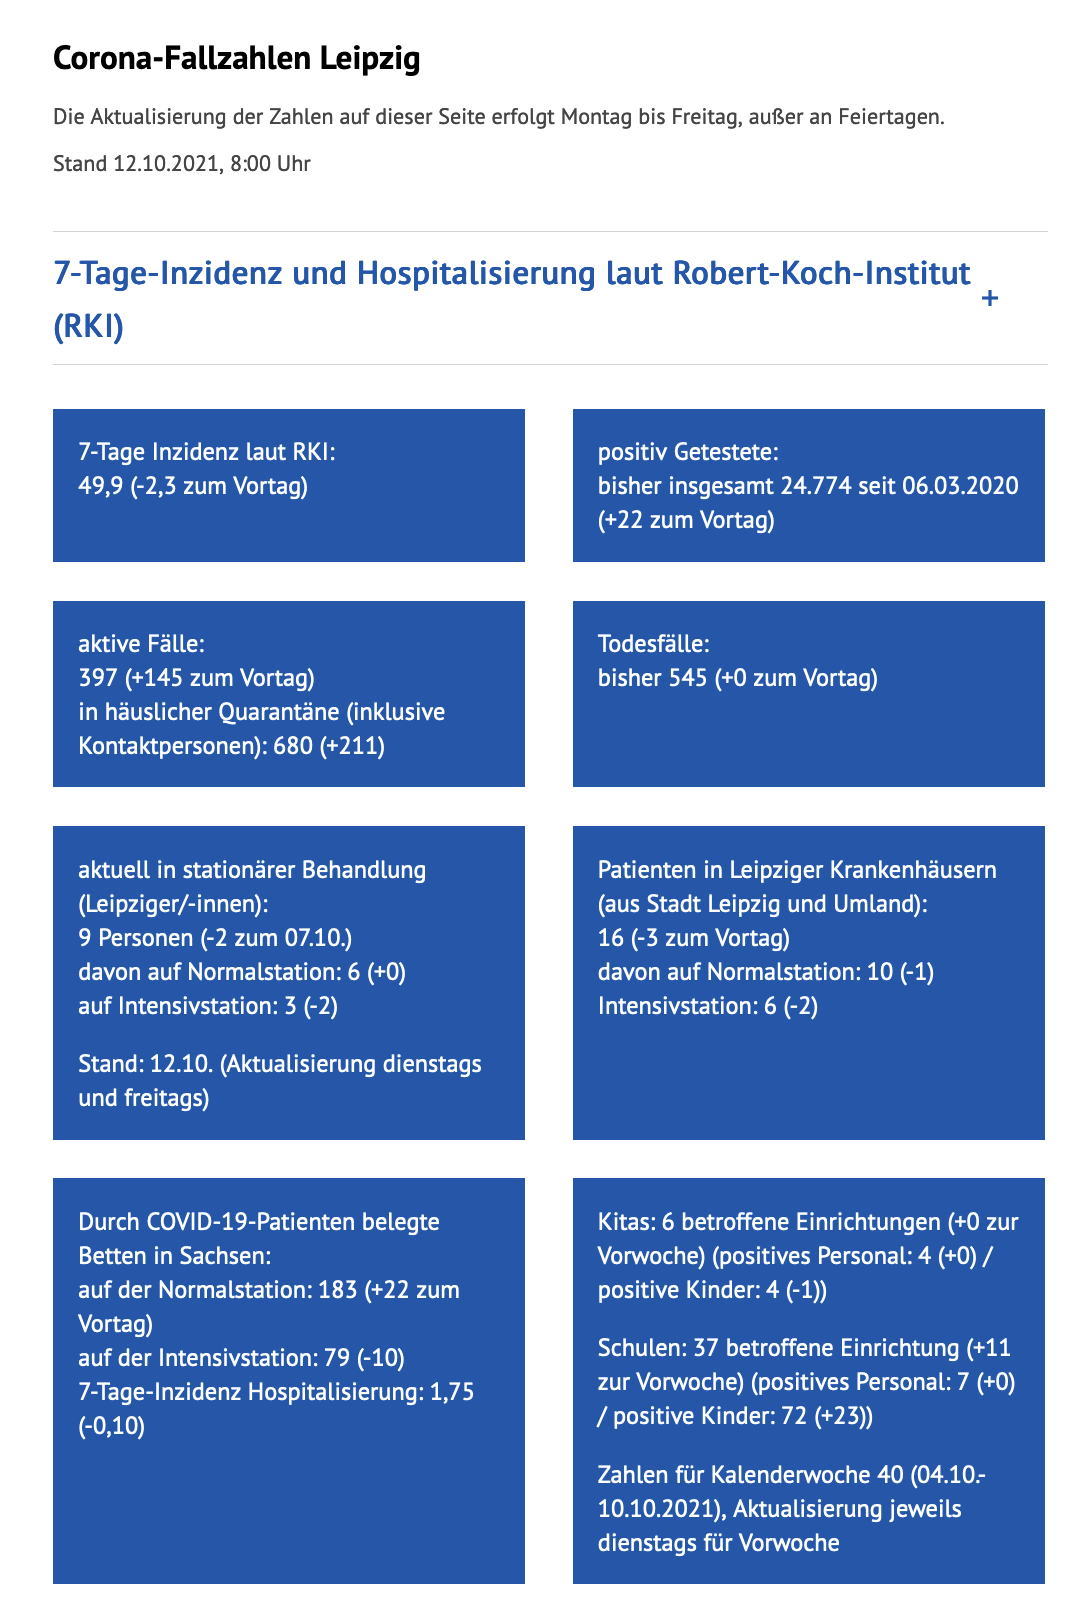 Corona-Fallzahlen Leipzig
Die Aktualisierung der Zahlen auf dieser Seite erfolgt Montag bis Freitag, außer an Feiertagen.
Stand 12.10.2021, 8:00 Uhr
7-Tage-Inzidenz und Hospitalisierung laut Robert-Koch-Institut
(RKI)
+
7-Tage Inzidenz laut RKI:
49,9 (-2,3 zum Vortag)
positiv Getestete:
bisher insgesamt 24.774 seit 06.03.2020
(+22 zum Vortag)
aktive Fälle:
397 (+145 zum Vortag)
in häuslicher Quarantäne (inklusive
Kontaktpersonen): 680 (+211)
Todesfälle:
bisher 545 (+0 zum Vortag)
aktuell in stationärer Behandlung
(Leipziger/-innen):
9 Personen (-2 zum 07.10.)
davon auf Normalstation: 6 (+0)
auf Intensivstation: 3 (-2)
Stand: 12.10. (Aktualisierung dienstags
und freitags)
Patienten in Leipziger Krankenhäusern
(aus Stadt Leipzig und Umland):
16 (-3 zum Vortag)
davon auf Normalstation: 10 (-1)
Intensivstation: 6 (-2)
Durch COVID-19-Patienten belegte
Betten in Sachsen:
auf der Normalstation: 183 (+22 zum
Vortag)
auf der Intensivstation: 79 (-10)
7-Tage-Inzidenz Hospitalisierung: 1,75
(-0,10)
Kitas: 6 betroffene Einrichtungen (+0 zur
Vorwoche) (positives Personal: 4 (+0) /
positive Kinder: 4 (-1))
Schulen: 37 betroffene Einrichtung (+11
zur Vorwoche) (positives Personal: 7 (+0)
/ positive Kinder: 72 (+23))
Zahlen für Kalenderwoche 40 (04.10.-
10.10.2021), Aktualisierung jeweils
dienstags für Vorwoche